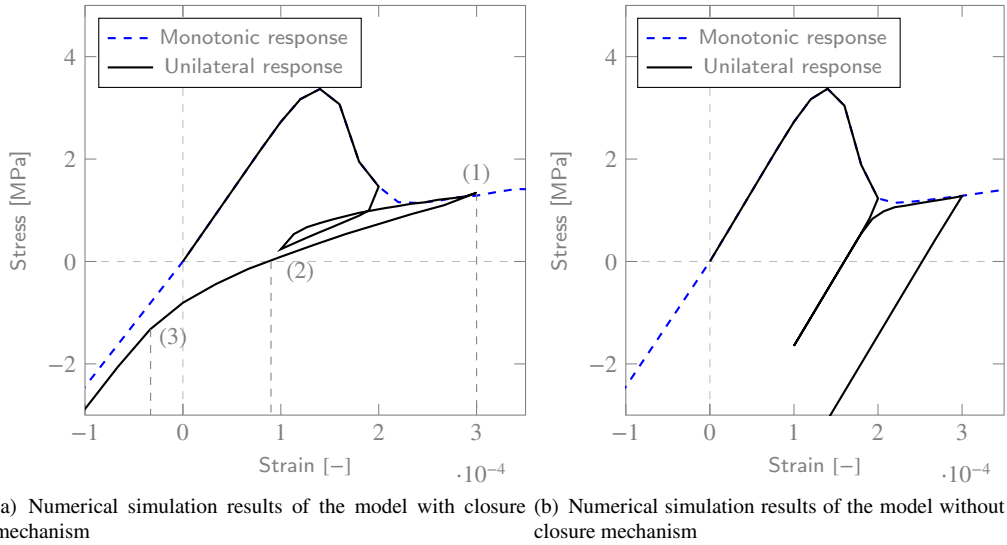 Monotonic response
Unilateral response
4
2
0
−2
Stress [MPa]
(1)
(2)
(3)
−1 0 1 2 3
Strain [−]
·10−4
Monotonic response
Unilateral response
4
2
0
−2
Stress [MPa]
−1 0 1 2 3
Strain [−]
·10−4
a) Numerical simulation results of the model with closure
mechanism
(b) Numerical simulation results of the model without
closure mechanism